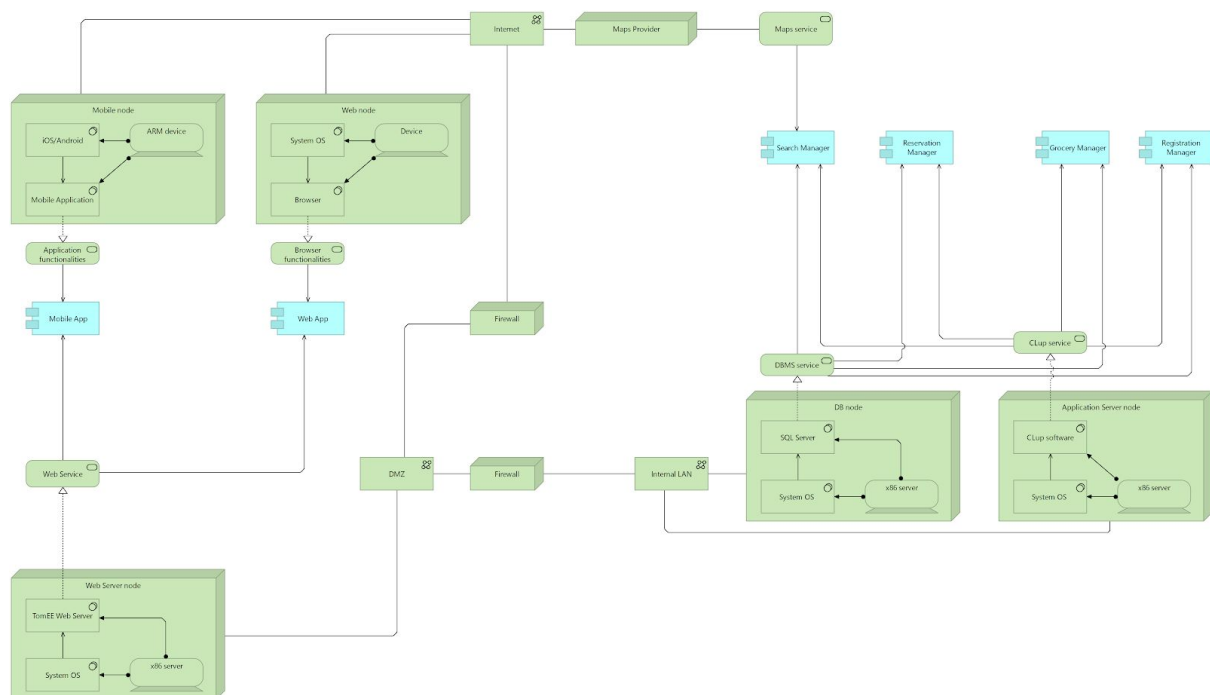 Internet
Maps Provider
Maps service
Mobile node
iOS/Android
ARM device
Mobile Application
Web node
System OS
Device
Browser
Search Manager
Reservation
Manager
Grocery Manager
Registration
Manager
Application
functionalities
Browser
functionalities
Mobile App
Web App
Firewall
CLup service
DBMS service
DB node
SQL Server
System OS
x86 server
Application Server node
CLup software
System OS
x86 server
Web Service
DMZ
Firewall
Internal LAN
Web Server node
TomEE Web Server
System OS
x86 server